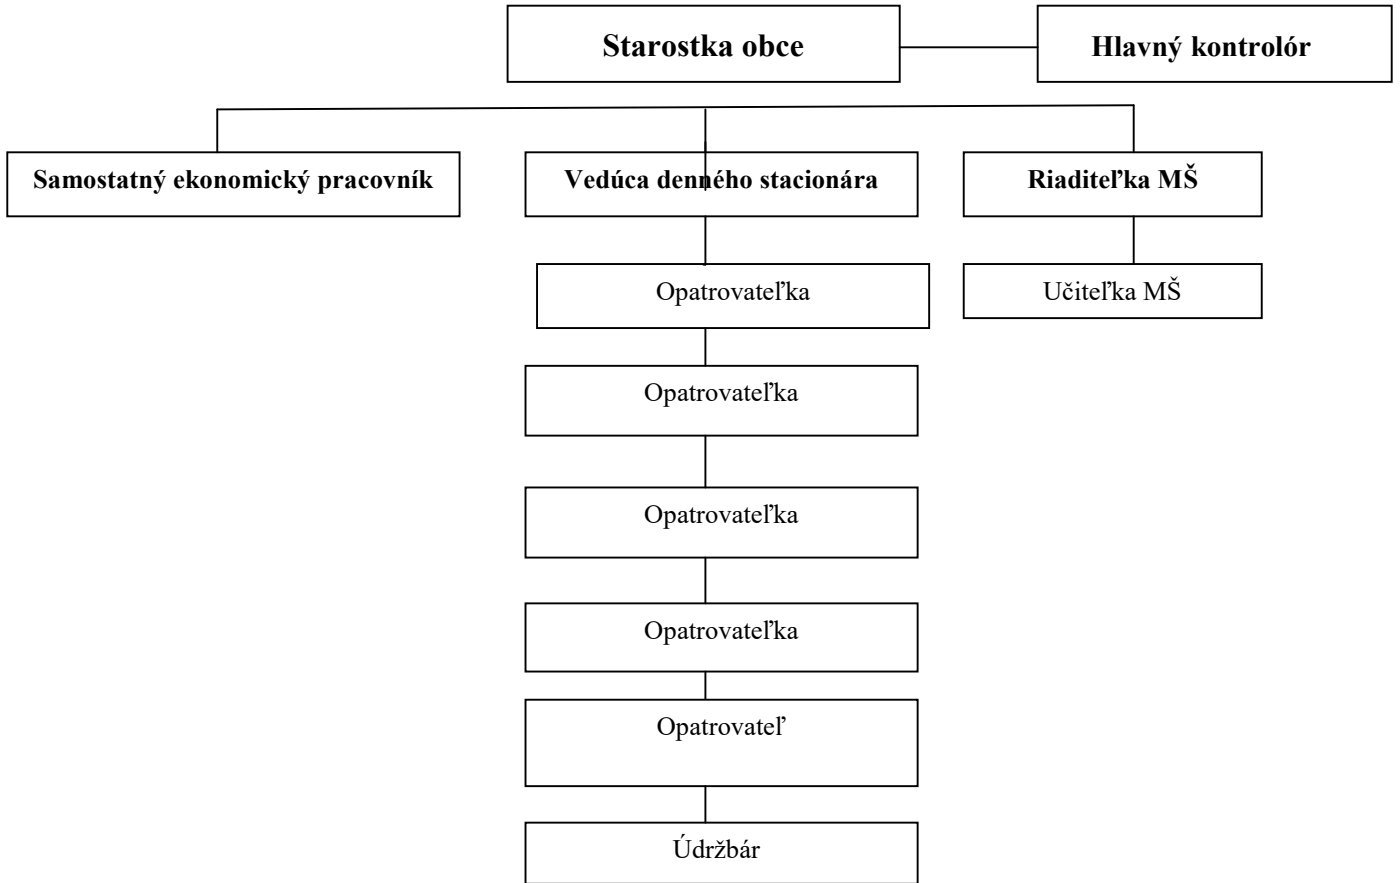 Starostka obce
Hlavný kontrolór
Samostatný ekonomický pracovník
Vedúca denného stacionára
Riaditeľka MŠ
Opatrovateľka
Učiteľka MŠ
Opatrovateľka
Opatrovateľka
Opatrovateľka
Opatrovateľ
Údržbár